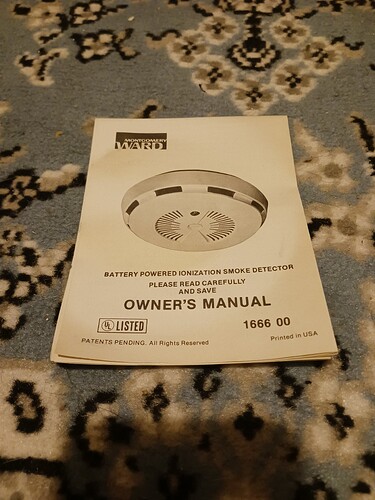 MONTGOMERY
WARD
BATTERY POWERED IONIZATION SMOKE DETECTOR
PLEASE READ CAREFULLY
AND SAVE
OWNER'S MANUAL
UL LISTED
1666 00
PATENTS PENDING. All Rights Reserved
Printed in USA